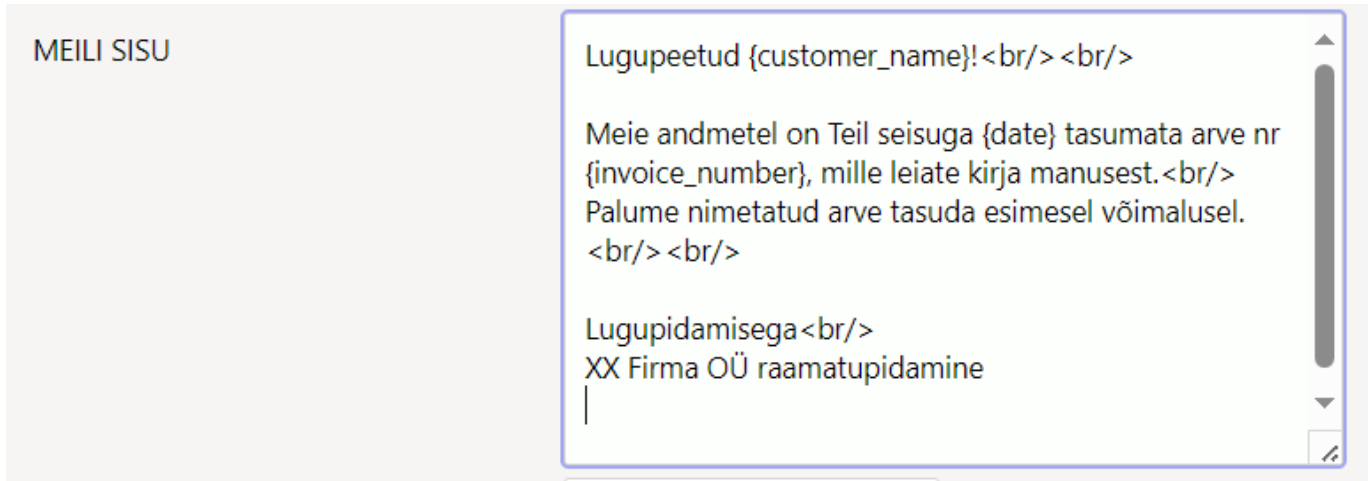 MEILI SISU
Lugupeetud {customer_name}!<br/><br/>
Meie andmetel on Teil seisuga {date} tasumata arve nr
{invoice_number}, mille leiate kirja manusest.<br/>
Palume nimetatud arve tasuda esimesel võimalusel.
<br/><br/>
Lugupidamisega<br/>
XX Firma OÜ raamatupidamine